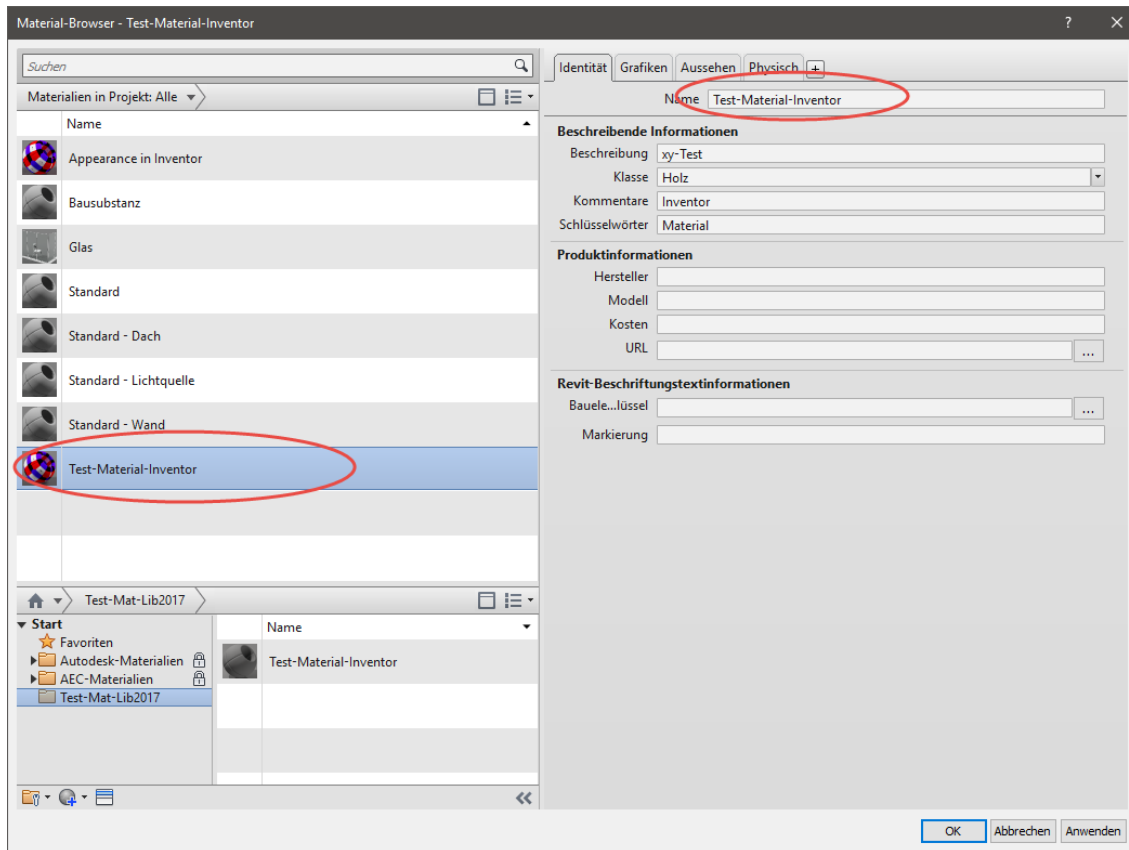 Material-Browser - Test-Material-Inventor
?
Suchen
Materialien in Projekt: Alle
Name
Appearance in Inventor
Bausubstanz
Glas
Standard
Standard - Dach
Standard - Lichtquelle
Standard - Wand
Test-Material-Inventor
Test-Mat-Lib2017
Start
Favoriten
Autodesk-Materialien
AEC-Materialien
Test-Mat-Lib2017
Name
Test-Material-Inventor
Identität Grafiken Aussehen Physisch +
Name Test-Material-Inventor
Beschreibende Informationen
Beschreibung xy-Test
Klasse Holz
Kommentare Inventor
Schlüsselwörter Material
Produktinformationen
Hersteller
Modell
Kosten
URL ...
Revit-Beschriftungstextinformationen
Bauele...lüssel ...
Markierung
OK Abbrechen Anwenden